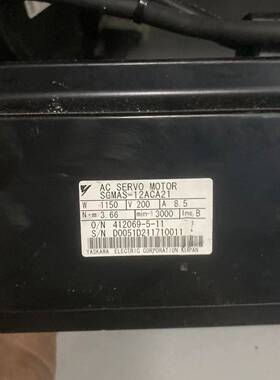 AC SERVO MOTOR
SGMAS-12ACA21
W 1150 V 200 A 8.5
N·m 3.66 min⁻¹ 3000 Ins. B
O/N 412069-5-11
S/N D0051D211710011
YASKAWA ELECTRIC CORPORATION JAPAN